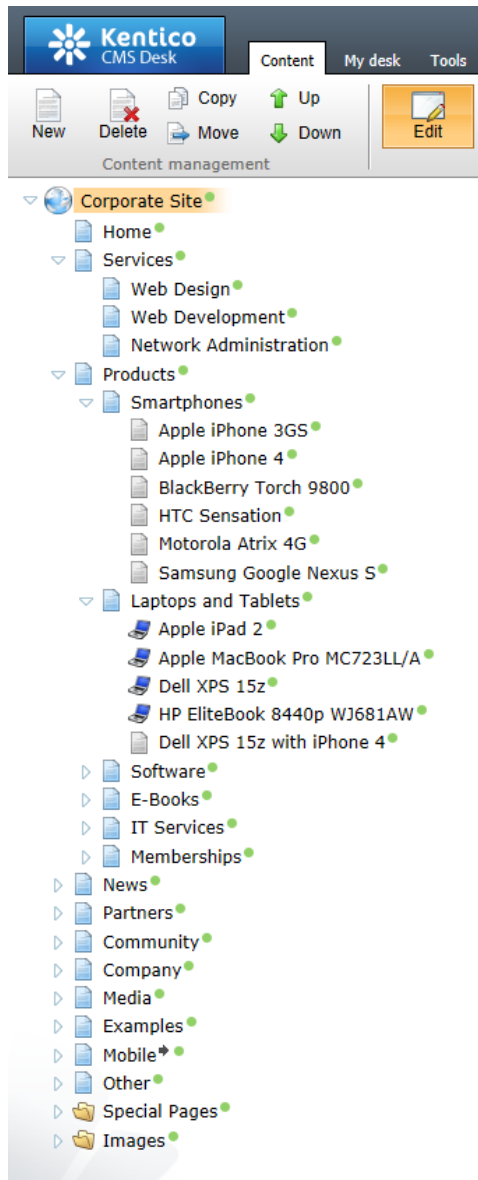 Kentico
CMS Desk
Content My desk Tools
New Delete Copy Move Up Down Edit
Content management
Corporate Site
Home
Services
Web Design
Web Development
Network Administration
Products
Smartphones
Apple iPhone 3GS
Apple iPhone 4
BlackBerry Torch 9800
HTC Sensation
Motorola Atrix 4G
Samsung Google Nexus S
Laptops and Tablets
Apple iPad 2
Apple MacBook Pro MC723LL/A
Dell XPS 15z
HP EliteBook 8440p WJ681AW
Dell XPS 15z with iPhone 4
Software
E-Books
IT Services
Memberships
News
Partners
Community
Company
Media
Examples
Mobile
Other
Special Pages
Images